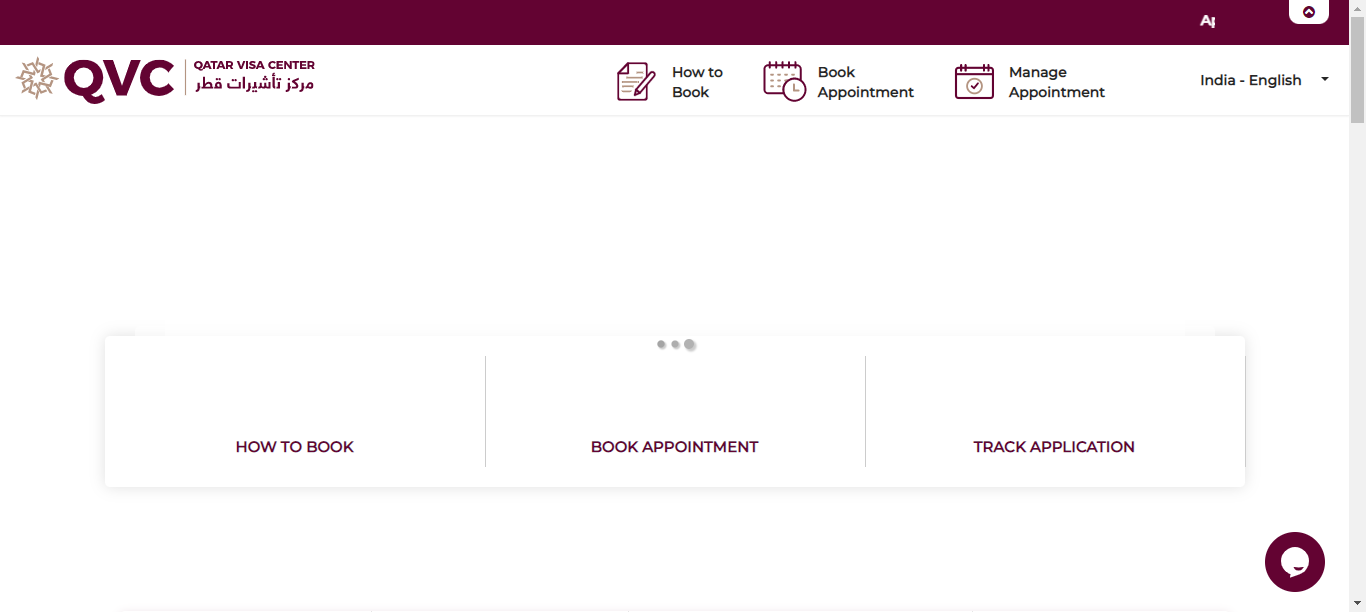 QVC
QATAR VISA CENTER
مركز تأشيرات قطر
How to
Book
Book
Appointment
Manage
Appointment
India - English
HOW TO BOOK
BOOK APPOINTMENT
TRACK APPLICATION